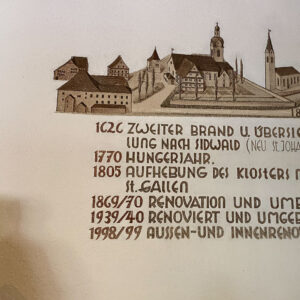 1626 ZWEITER BRAND U. ÜBERSIE
LUNG NACH SIDWALD (NEU ST. JOHA
1770 HUNGERJAHR.
1805 AUFHEBUNG DES KLOSTERS
ST. GALLEN
1869/70 RENOVATION UND UMB
1939/40 RENOVIERT UND UMGEB
1998/99 AUSSEN-UND INNENRENO